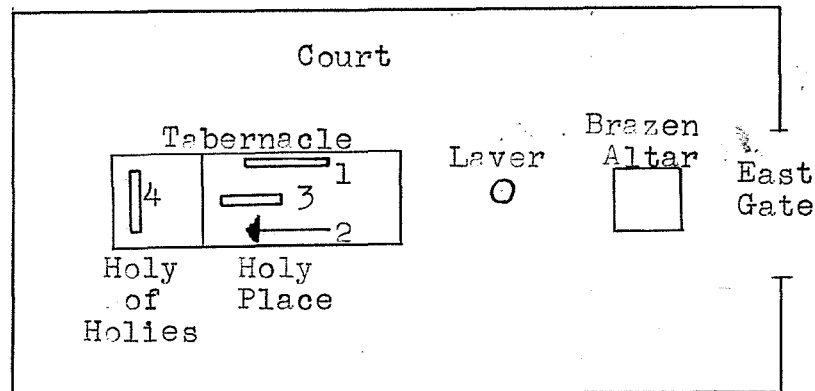 Court
Tabernacle
Laver
Brazen
Altar
East
Gate
1
4
3
2
Holy
of
Holies
Holy
Place